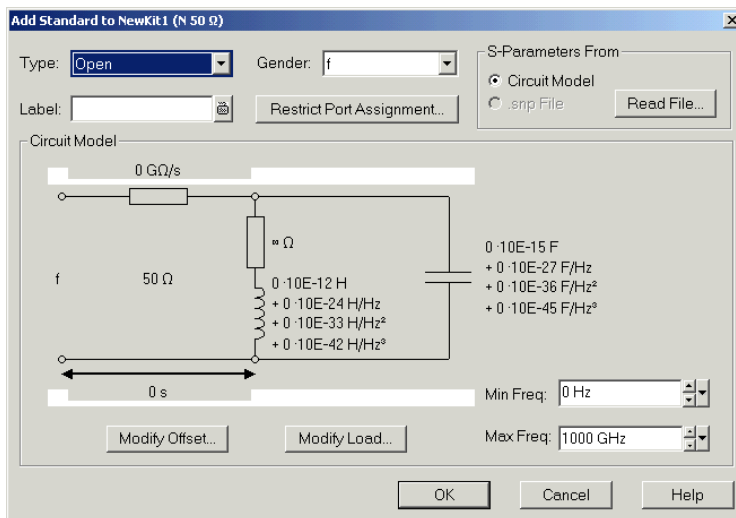 Add Standard to NewKit1 (N 50 Ω)
Type: Open Gender: f
S-Parameters From
Circuit Model
.snp File Read File...
Label: Restrict Port Assignment...
Circuit Model
0 GΩ/s
∞ Ω
f 50 Ω
0 ·10E-12 H
+ 0 ·10E-24 H/Hz
+ 0 ·10E-33 H/Hz²
+ 0 ·10E-42 H/Hz³
0 ·10E-15 F
+ 0 ·10E-27 F/Hz
+ 0 ·10E-36 F/Hz²
+ 0 ·10E-45 F/Hz³
0 s
Min Freq: 0 Hz
Modify Offset... Modify Load... Max Freq: 1000 GHz
OK Cancel Help